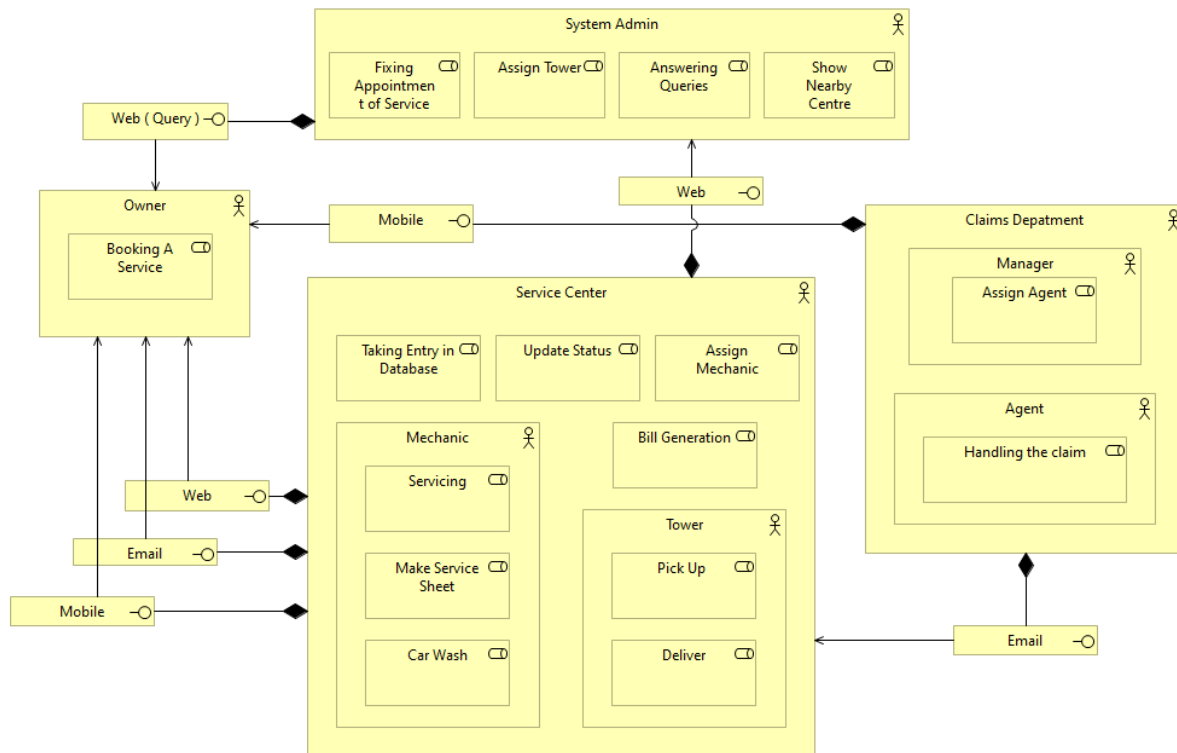 System Admin
Fixing
Appointmen
t of Service
Assign Tower
Answering
Queries
Show
Nearby
Centre
Web ( Query )
Web
Owner
Booking A
Service
Mobile
Claims Depatment
Manager
Assign Agent
Agent
Handling the claim
Service Center
Taking Entry in
Database
Update Status
Assign
Mechanic
Mechanic
Servicing
Make Service
Sheet
Car Wash
Bill Generation
Tower
Pick Up
Deliver
Web
Email
Mobile
Email